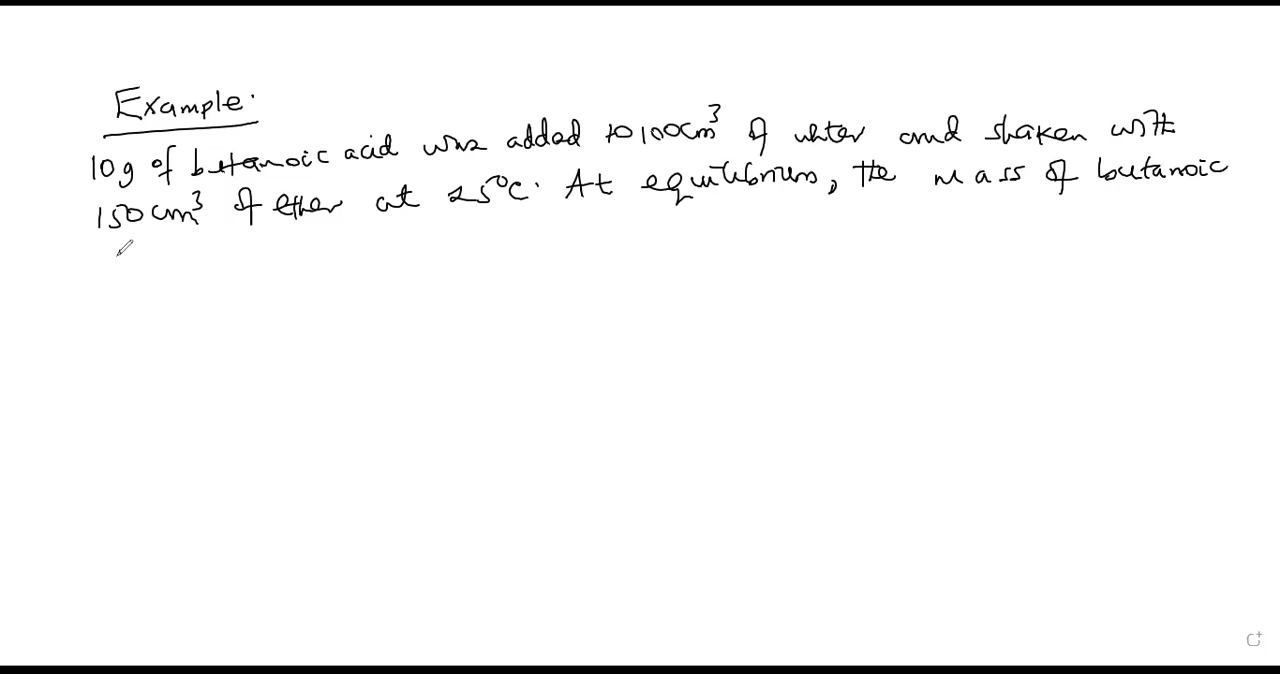 Example.
10g of butanoic acid was added to 100cm³ of water and shaken with
150cm³ of ether at 25°C. At equilibrium, the mass of butanoic